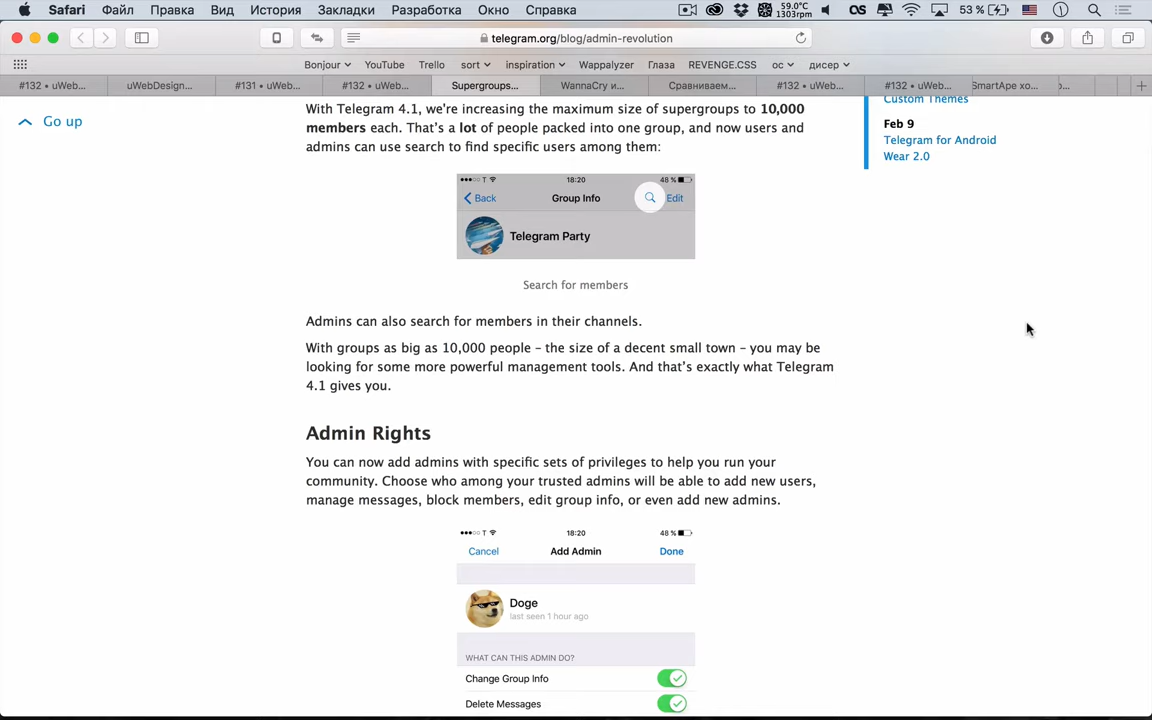 Safari Файл Правка Вид История Закладки Разработка Окно Справка 59.0°C 1303rpm 53 %
telegram.org/blog/admin-revolution
Bonjour YouTube Trello sort inspiration Wappalyzer Глаза REVENGE.CSS ос дисер
#132 • uWeb... uWebDesign... #131 • uWeb... #132 • uWeb... Supergroups... WannaCry и... Сравниваем... #132 • uWeb... #132 • uWeb... SmartApe хо... о...
Go up
With Telegram 4.1, we're increasing the maximum size of supergroups to 10,000
members each. That's a lot of people packed into one group, and now users and
admins can use search to find specific users among them:
T 18:20 48 %
Back Group Info Edit
Telegram Party
Search for members
Admins can also search for members in their channels.
With groups as big as 10,000 people – the size of a decent small town – you may be
looking for some more powerful management tools. And that's exactly what Telegram
4.1 gives you.
Admin Rights
You can now add admins with specific sets of privileges to help you run your
community. Choose who among your trusted admins will be able to add new users,
manage messages, block members, edit group info, or even add new admins.
T 18:20 48 %
Cancel Add Admin Done
Doge
last seen 1 hour ago
WHAT CAN THIS ADMIN DO?
Change Group Info
Delete Messages
Custom Themes
Feb 9
Telegram for Android
Wear 2.0